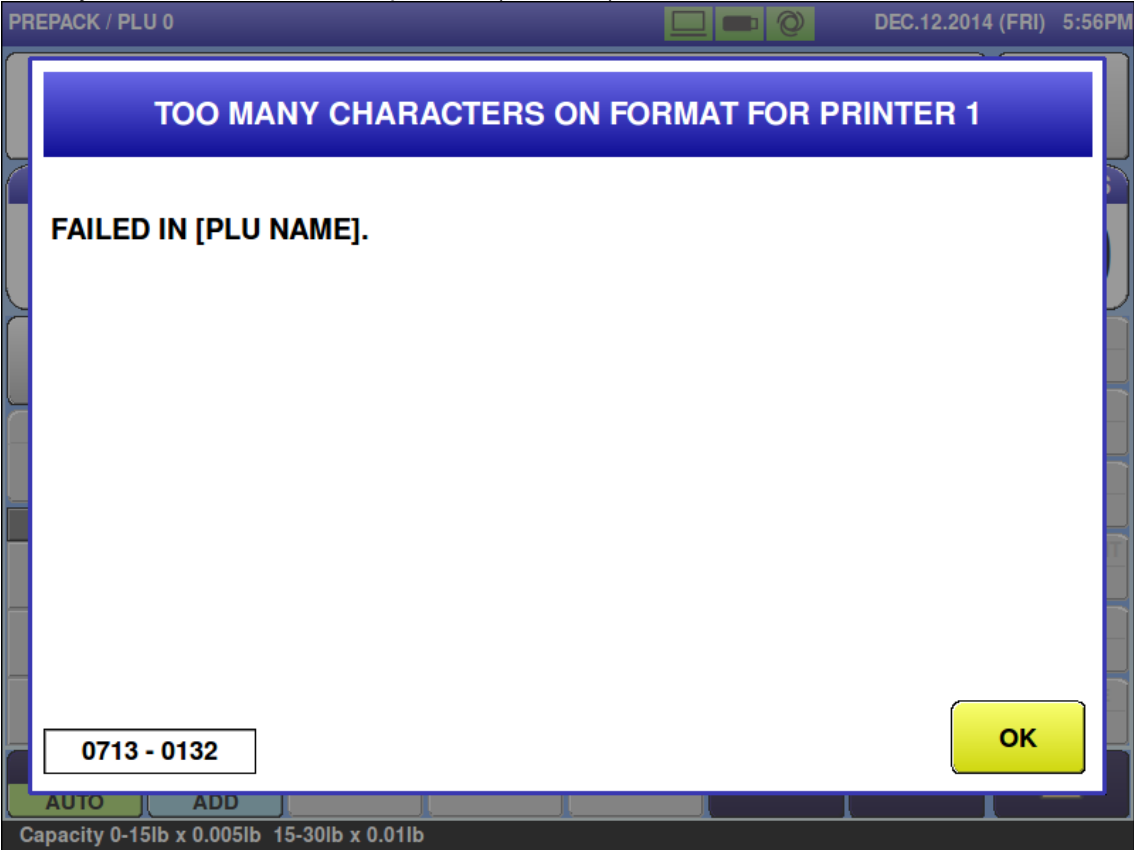 PREPACK / PLU 0 DEC.12.2014 (FRI) 5:56PM
TOO MANY CHARACTERS ON FORMAT FOR PRINTER 1
FAILED IN [PLU NAME].
0713 - 0132
OK
AUTO ADD
Capacity 0-15lb x 0.005lb 15-30lb x 0.01lb